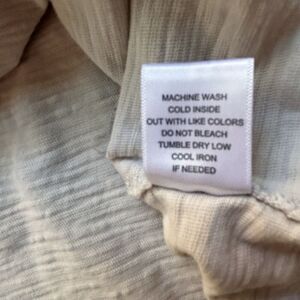 MACHINE WASH
COLD INSIDE
OUT WITH LIKE COLORS
DO NOT BLEACH
TUMBLE DRY LOW
COOL IRON
IF NEEDED